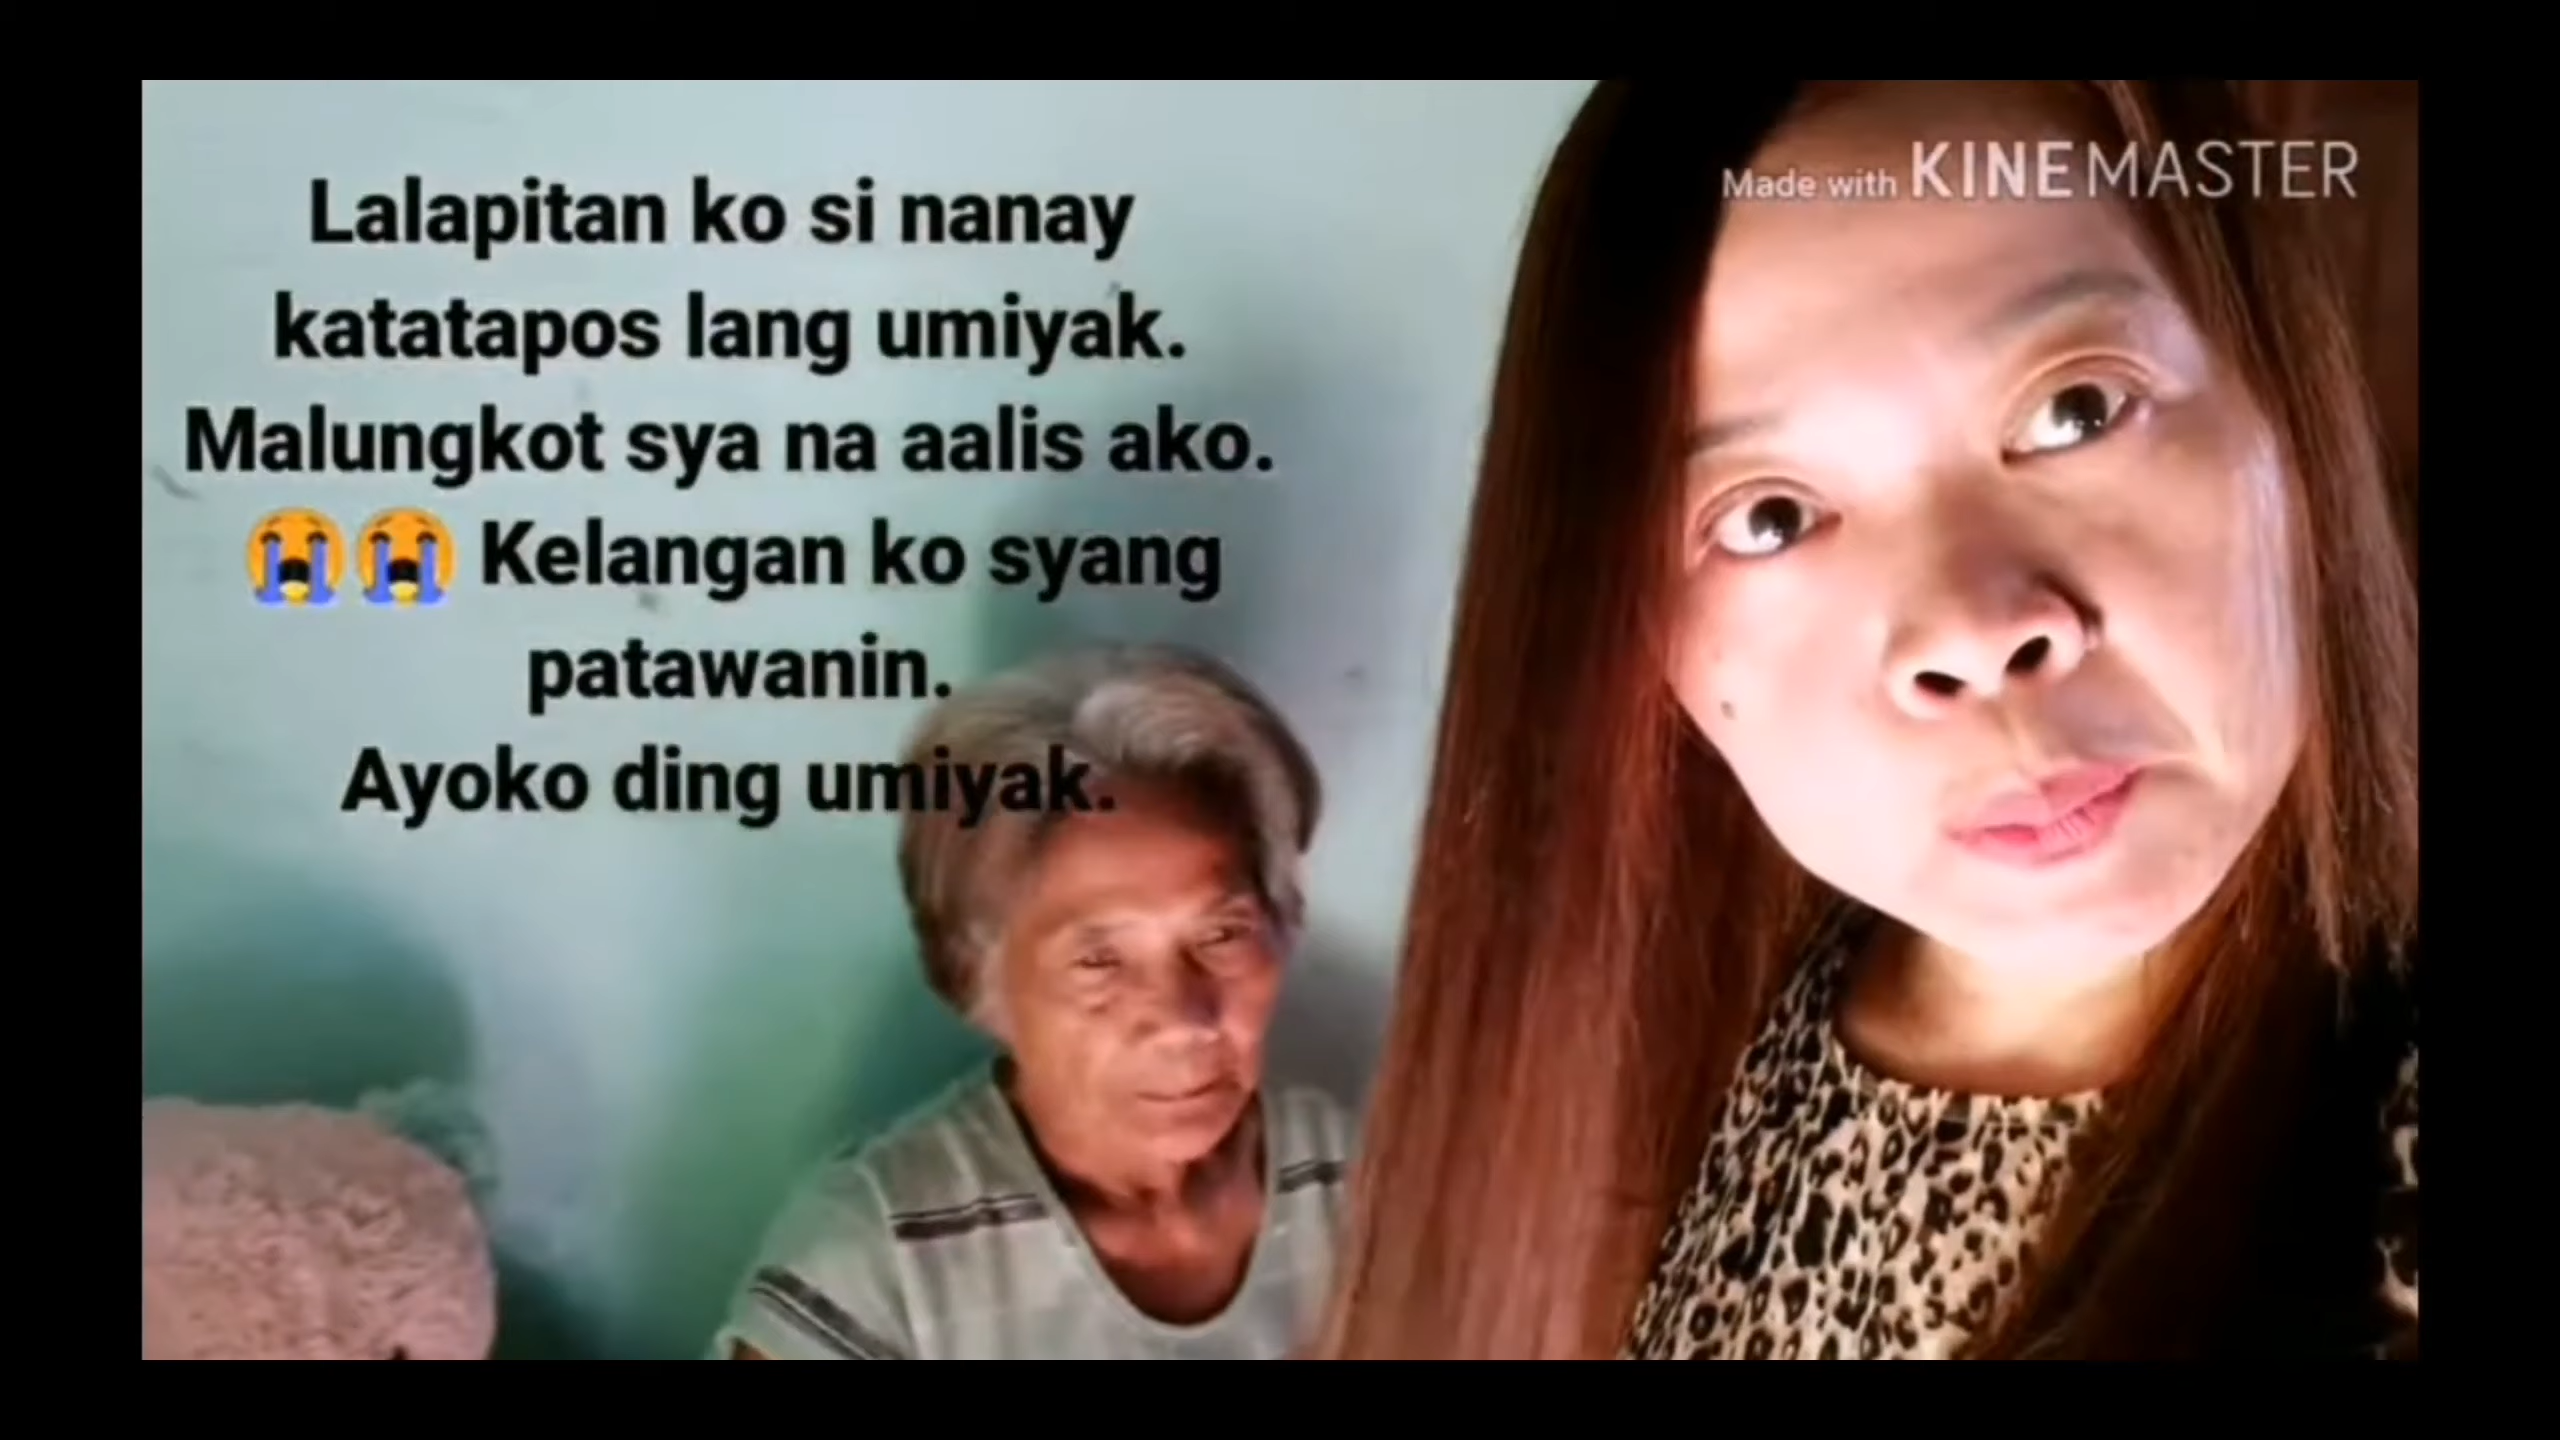 Made with KINEMASTER
Lalapitan ko si nanay
katatapos lang umiyak.
Malungkot sya na aalis ako.
😭😭 Kelangan ko syang
patawanin.
Ayoko ding umiyak.